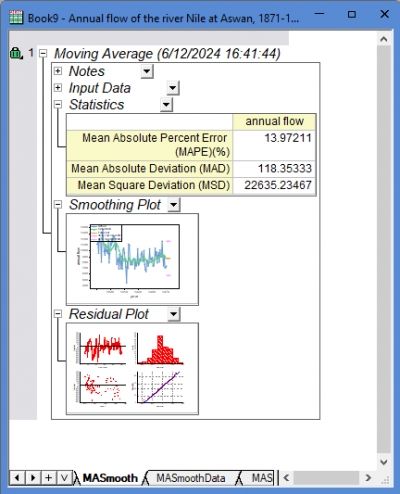 Book9 - Annual flow of the river Nile at Aswan, 1871-1...
1 Moving Average (6/12/2024 16:41:44)
Notes
Input Data
Statistics
annual flow
Mean Absolute Percent Error (MAPE)(%) 13.97211
Mean Absolute Deviation (MAD) 118.35333
Mean Square Deviation (MSD) 22635.23467
Smoothing Plot
Residual Plot
+ V MASmooth MASmoothData MAS